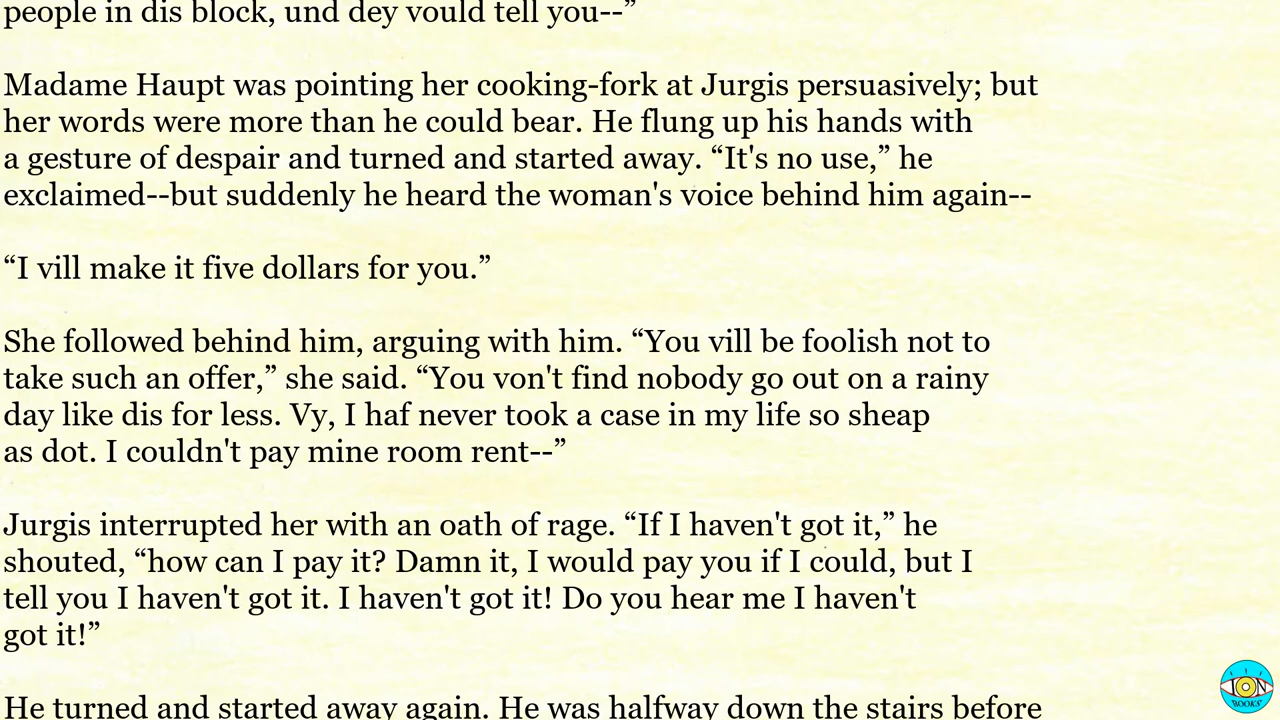 people in dis block, und dey vould tell you--”
Madame Haupt was pointing her cooking-fork at Jurgis persuasively; but
her words were more than he could bear. He flung up his hands with
a gesture of despair and turned and started away. “It's no use,” he
exclaimed--but suddenly he heard the woman's voice behind him again--
“I vill make it five dollars for you.”
She followed behind him, arguing with him. “You vill be foolish not to
take such an offer,” she said. “You von't find nobody go out on a rainy
day like dis for less. Vy, I haf never took a case in my life so sheap
as dot. I couldn't pay mine room rent--”
Jurgis interrupted her with an oath of rage. “If I haven't got it,” he
shouted, “how can I pay it? Damn it, I would pay you if I could, but I
tell you I haven't got it. I haven't got it! Do you hear me I haven't
got it!”
He turned and started away again. He was halfway down the stairs before
ION
BOOKS